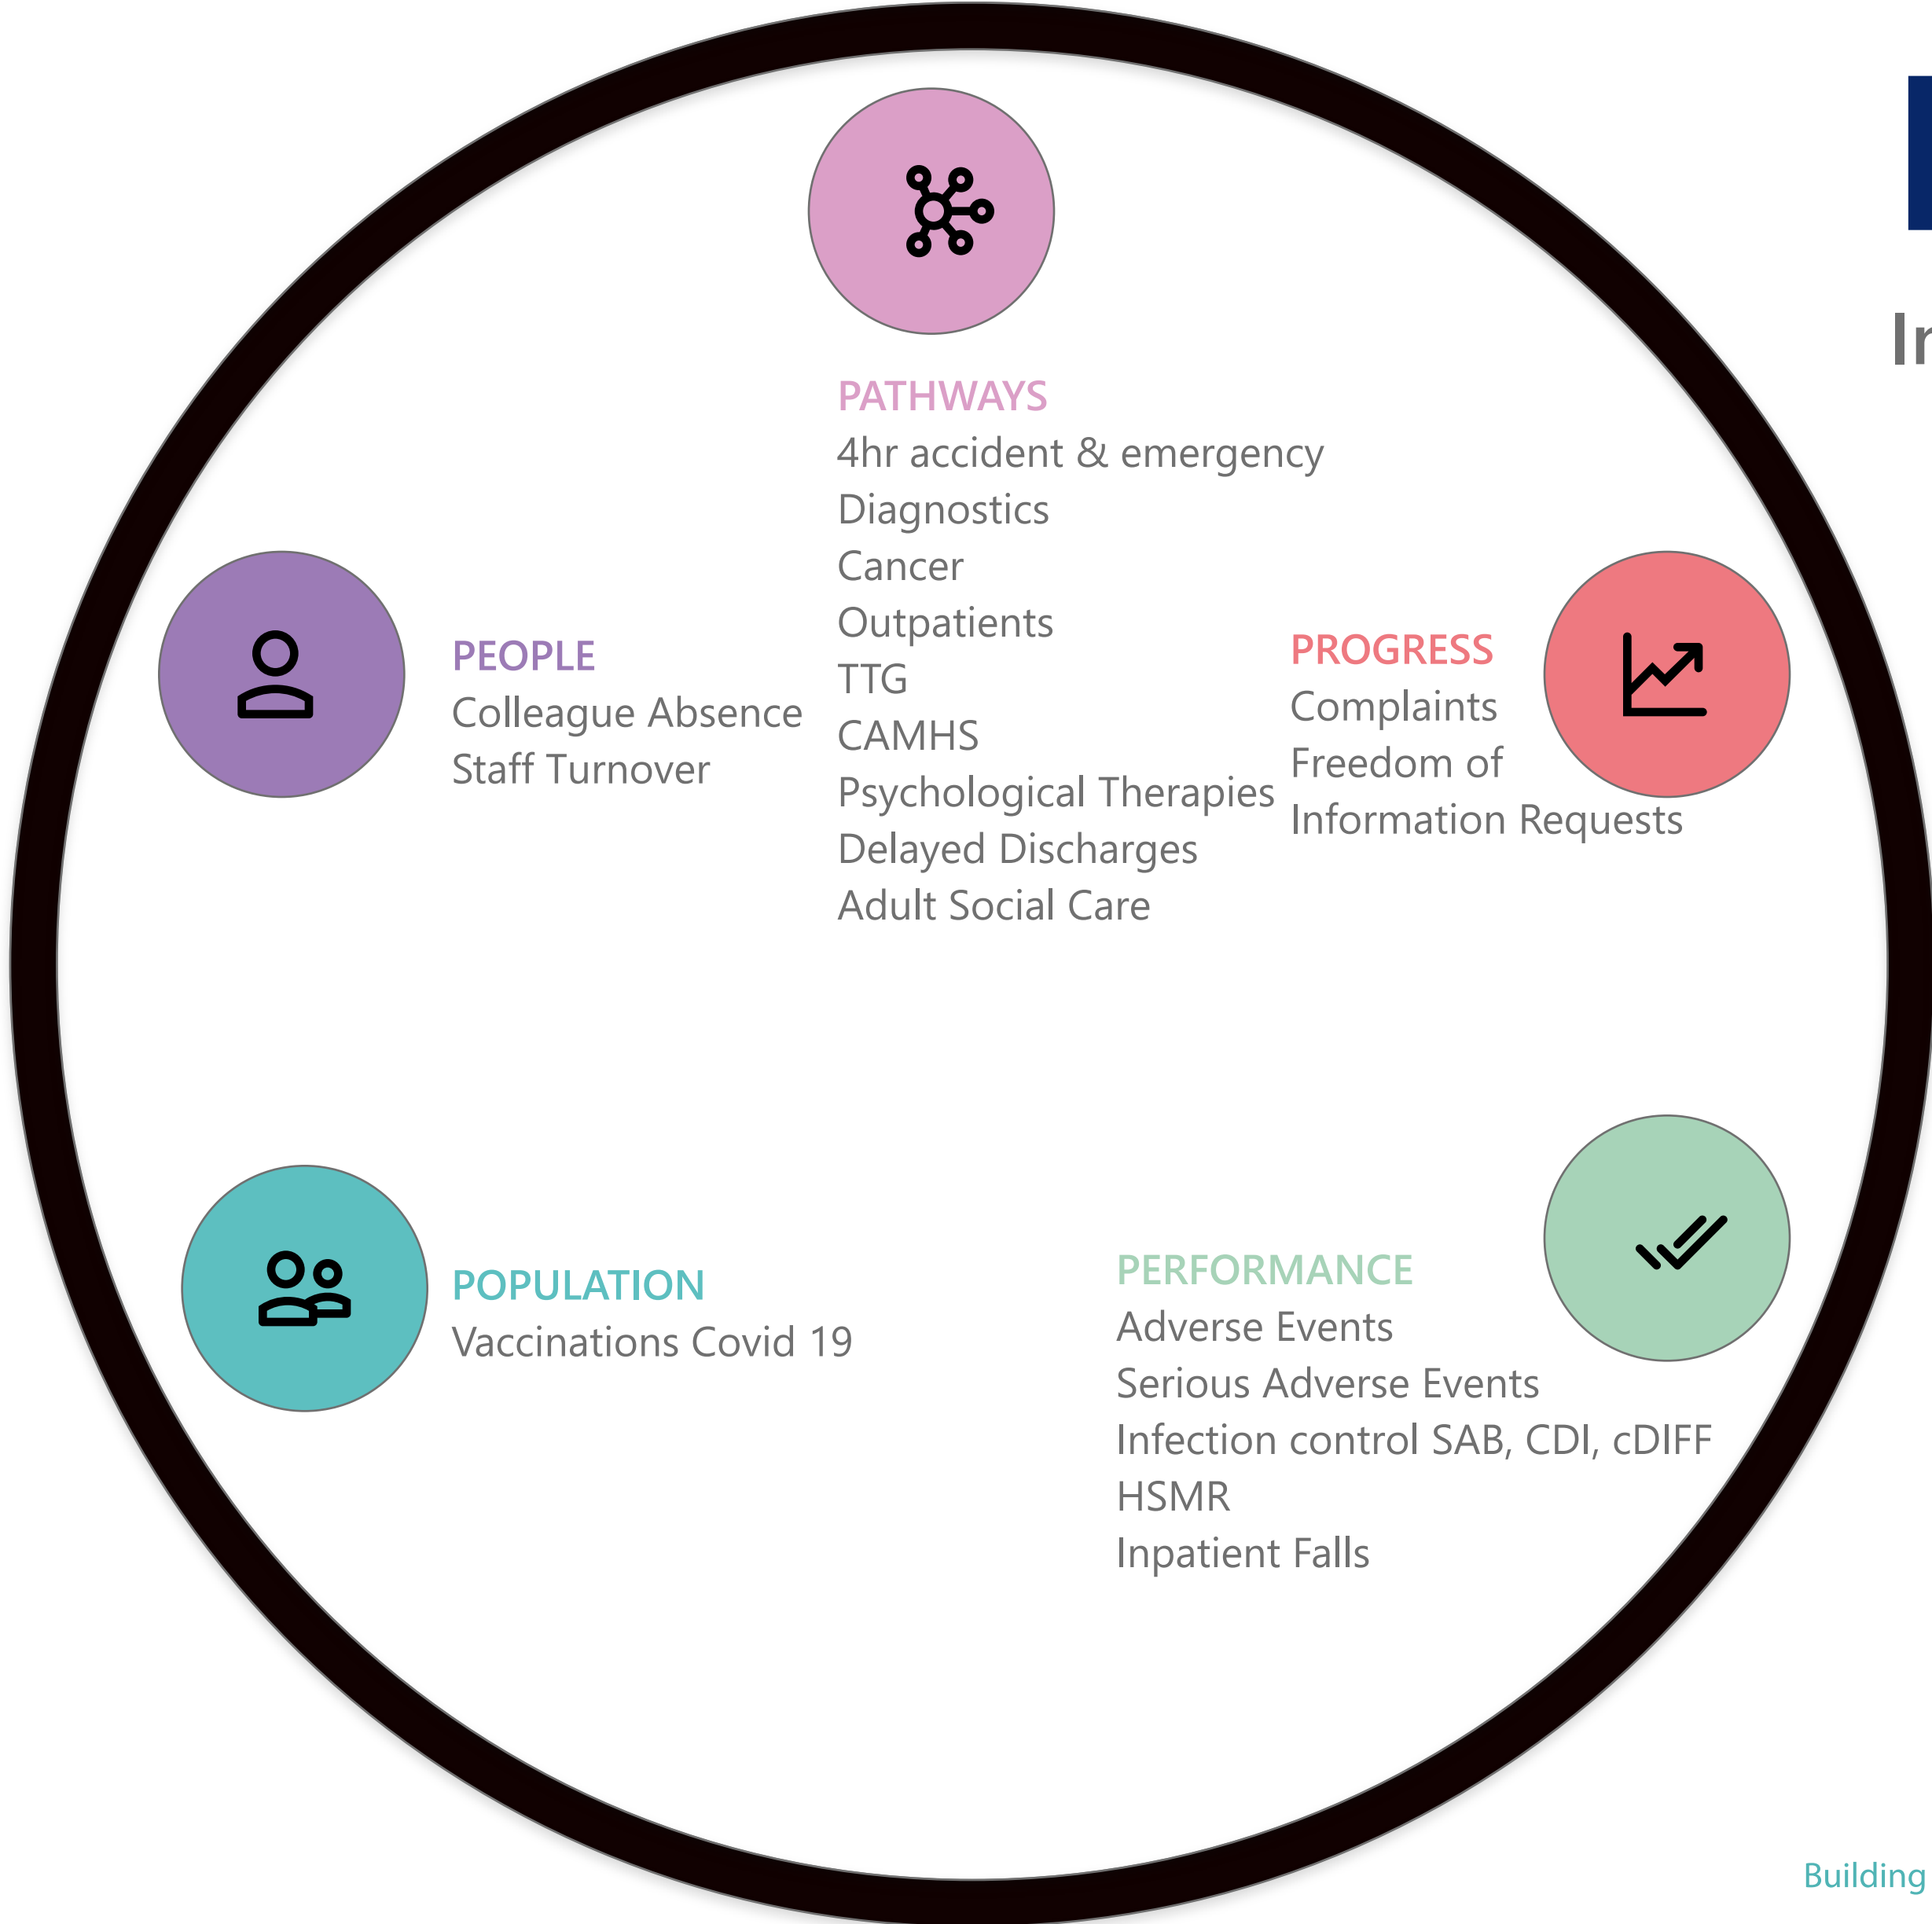 PATHWAYS
4hr accident & emergency
Diagnostics
Cancer
Outpatients
TTG
CAMHS
Psychological Therapies
Delayed Discharges
Adult Social Care
PEOPLE
Colleague Absence
Staff Turnover
PROGRESS
Complaints
Freedom of
Information Requests
POPULATION
Vaccinations Covid 19
PERFORMANCE
Adverse Events
Serious Adverse Events
Infection control SAB, CDI, cDIFF
HSMR
Inpatient Falls
Building